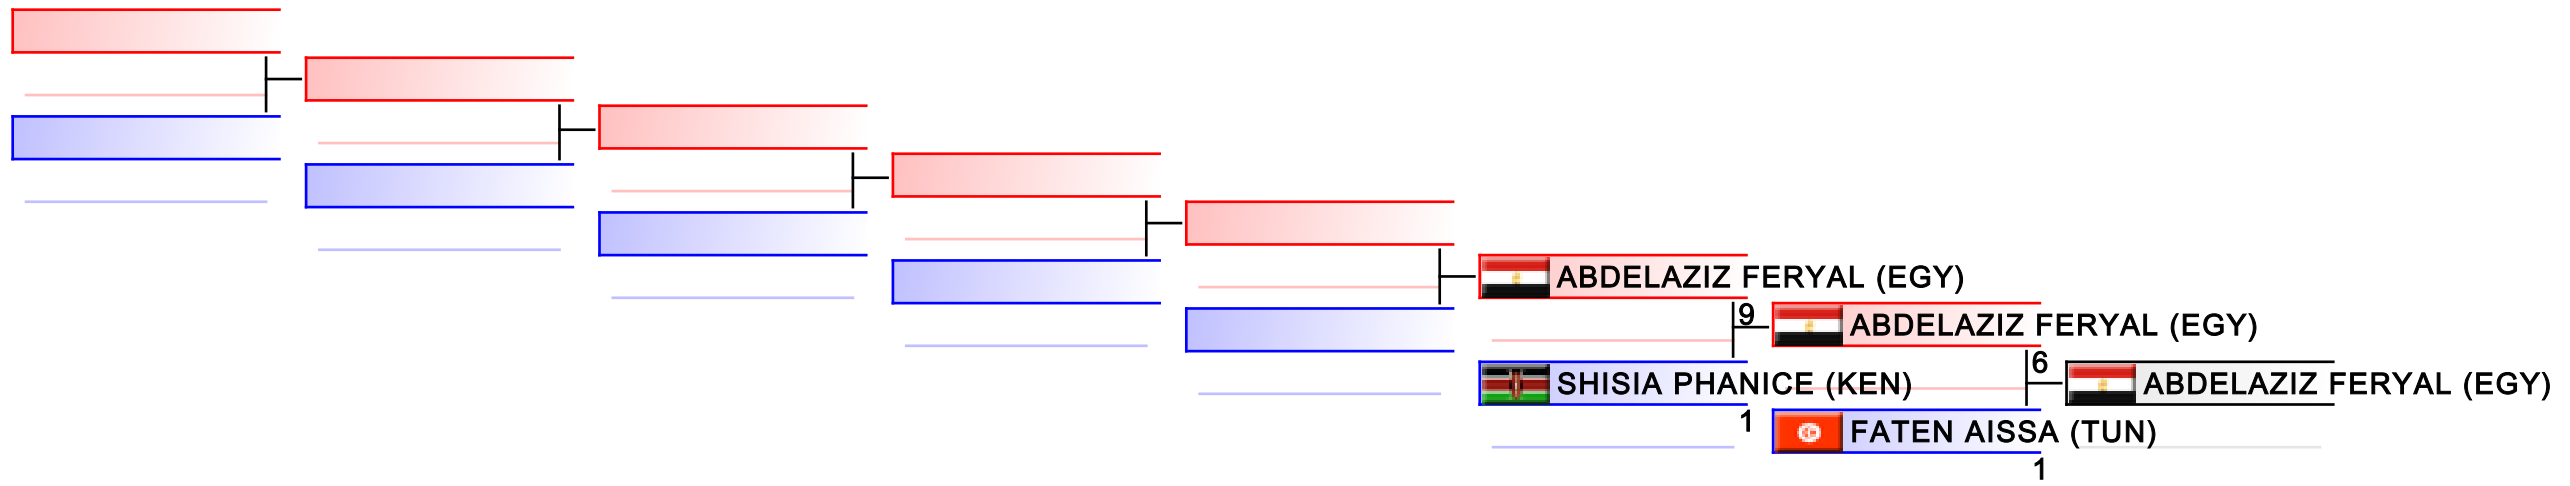 ABDELAZIZ FERYAL (EGY)
9
ABDELAZIZ FERYAL (EGY)
SHISIA PHANICE (KEN)
6
ABDELAZIZ FERYAL (EGY)
1
FATEN AISSA (TUN)
1